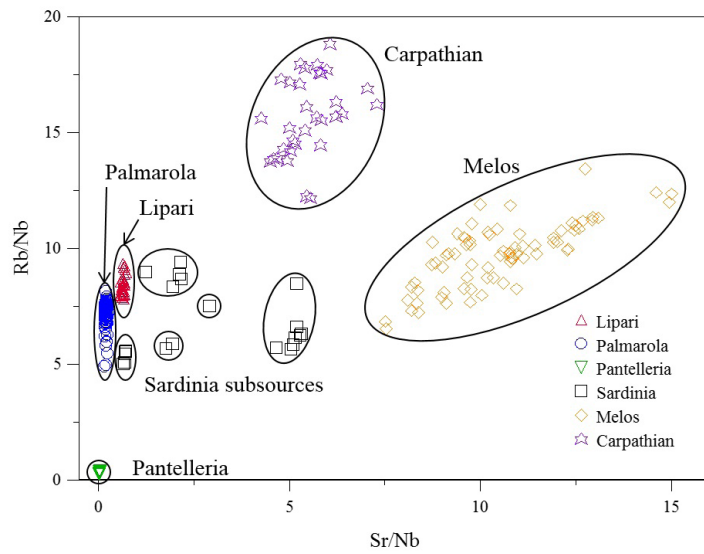 20
15
10
5
0
Rb/Nb
Carpathian
Melos
Palmarola
Lipari
Sardinia subsources
Pantelleria
Lipari
Palmarola
Pantelleria
Sardinia
Melos
Carpathian
0
5
10
15
Sr/Nb